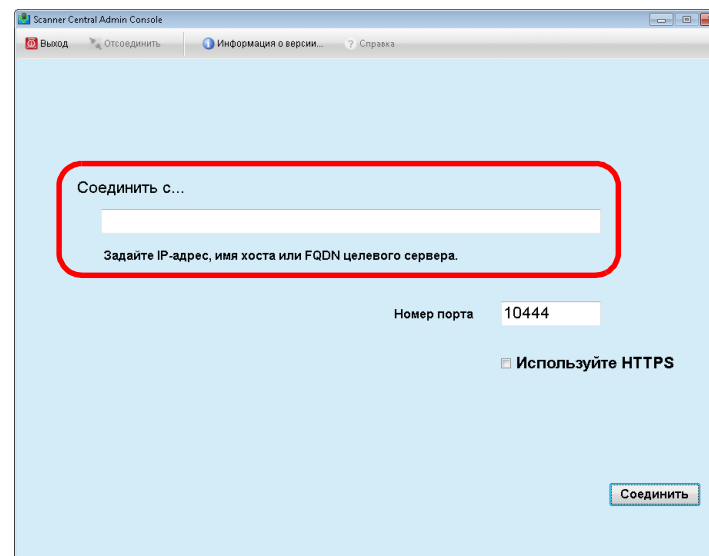 Scanner Central Admin Console
Выход Отсоединить Информация о версии... ? Справка
Соединить с...
Задайте IP-адрес, имя хоста или FQDN целевого сервера.
Номер порта 10444
Используйте HTTPS
Соединить